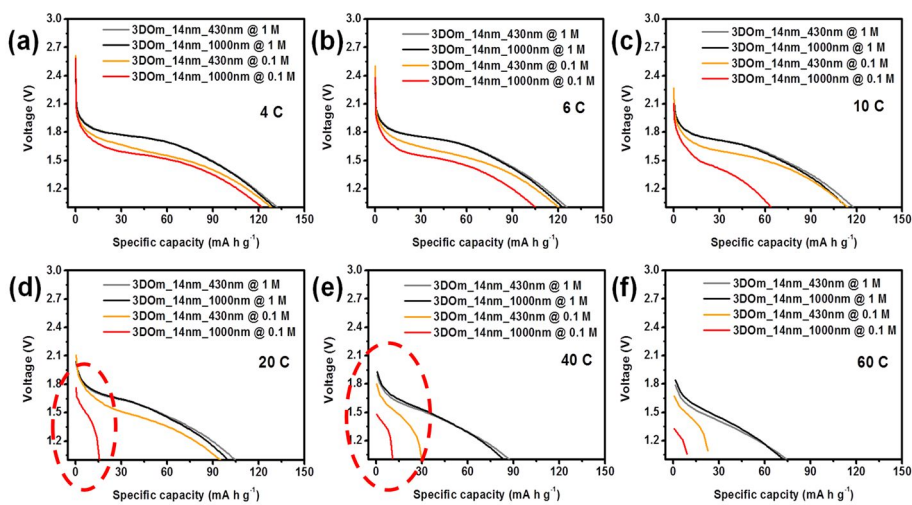 (a)
3.0
2.7
2.4
2.1
1.8
1.5
1.2
Voltage (V)
3DOm_14nm_430nm @ 1 M
3DOm_14nm_1000nm @ 1 M
3DOm_14nm_430nm @ 0.1 M
3DOm_14nm_1000nm @ 0.1 M
4 C
0 30 60 90 120 150
Specific capacity (mA h g⁻¹)
(b)
3.0
2.7
2.4
2.1
1.8
1.5
1.2
Voltage (V)
3DOm_14nm_430nm @ 1 M
3DOm_14nm_1000nm @ 1 M
3DOm_14nm_430nm @ 0.1 M
3DOm_14nm_1000nm @ 0.1 M
6 C
0 30 60 90 120 150
Specific capacity (mA h g⁻¹)
(c)
3.0
2.7
2.4
2.1
1.8
1.5
1.2
Voltage (V)
3DOm_14nm_430nm @ 1 M
3DOm_14nm_1000nm @ 1 M
3DOm_14nm_430nm @ 0.1 M
3DOm_14nm_1000nm @ 0.1 M
10 C
0 30 60 90 120 150
Specific capacity (mA h g⁻¹)
(d)
3.0
2.7
2.4
2.1
1.8
1.5
1.2
Voltage (V)
3DOm_14nm_430nm @ 1 M
3DOm_14nm_1000nm @ 1 M
3DOm_14nm_430nm @ 0.1 M
3DOm_14nm_1000nm @ 0.1 M
20 C
0 30 60 90 120 150
Specific capacity (mA h g⁻¹)
(e)
3.0
2.7
2.4
2.1
1.8
1.5
1.2
Voltage (V)
3DOm_14nm_430nm @ 1 M
3DOm_14nm_1000nm @ 1 M
3DOm_14nm_430nm @ 0.1 M
3DOm_14nm_1000nm @ 0.1 M
40 C
0 30 60 90 120 150
Specific capacity (mA h g⁻¹)
(f)
3.0
2.7
2.4
2.1
1.8
1.5
1.2
Voltage (V)
3DOm_14nm_430nm @ 1 M
3DOm_14nm_1000nm @ 1 M
3DOm_14nm_430nm @ 0.1 M
3DOm_14nm_1000nm @ 0.1 M
60 C
0 30 60 90 120 150
Specific capacity (mA h g⁻¹)